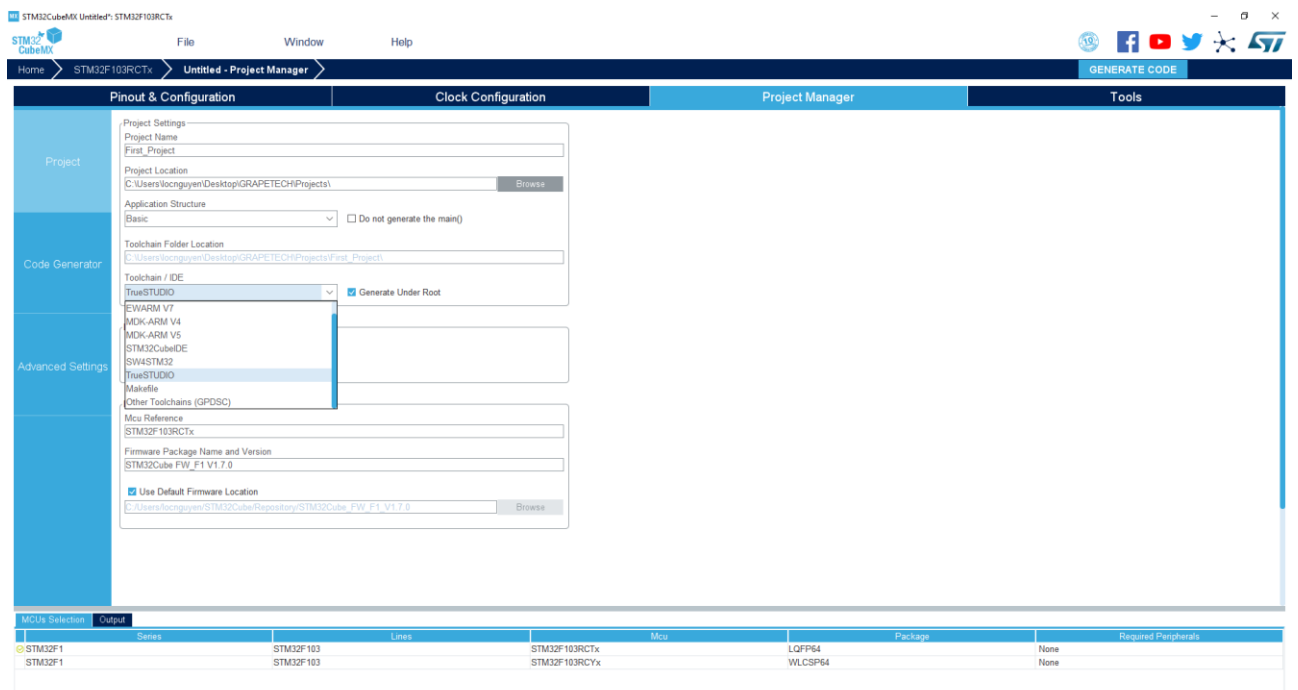 MX STM32CubeMX Untitled*: STM32F103RCTx
STM32 CubeMX
File Window Help
10
Home STM32F103RCTx Untitled - Project Manager GENERATE CODE
Pinout & Configuration Clock Configuration Project Manager Tools
Project
Code Generator
Advanced Settings
Project Settings
Project Name
First_Project
Project Location
C:\Users\locnguyen\Desktop\GRAPETECH\Projects\ Browse
Application Structure
Basic Do not generate the main()
Toolchain Folder Location
C:\Users\locnguyen\Desktop\GRAPETECH\Projects\First_Project\
Toolchain / IDE
TrueSTUDIO Generate Under Root
EWARM V7
MDK-ARM V4
MDK-ARM V5
STM32CubeIDE
SW4STM32
TrueSTUDIO
Makefile
Other Toolchains (GPDSC)
Mcu Reference
STM32F103RCTx
Firmware Package Name and Version
STM32Cube FW_F1 V1.7.0
Use Default Firmware Location
C:/Users/locnguyen/STM32Cube/Repository/STM32Cube_FW_F1_V1.7.0 Browse
MCUs Selection Output
Series Lines Mcu Package Required Peripherals
STM32F1 STM32F103 STM32F103RCTx LQFP64 None
STM32F1 STM32F103 STM32F103RCYx WLCSP64 None